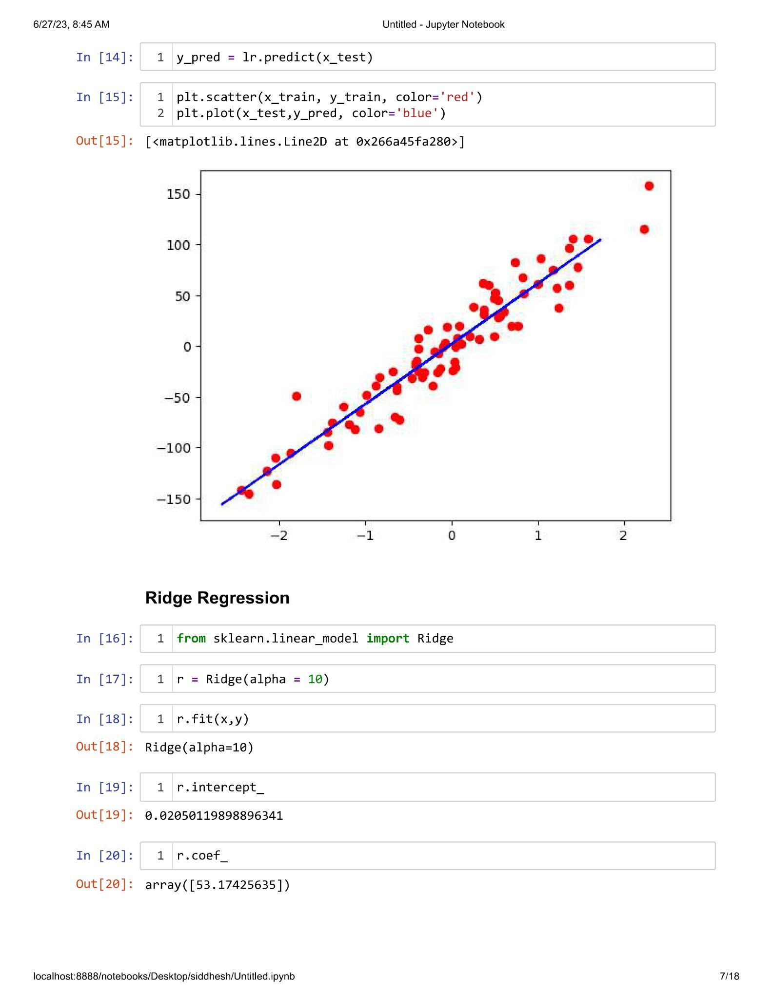 6/27/23, 8:45 AM Untitled - Jupyter Notebook
In [14]: 1 y_pred = lr.predict(x_test)
In [15]: 1 plt.scatter(x_train, y_train, color='red')
2 plt.plot(x_test,y_pred, color='blue')
Out[15]: [<matplotlib.lines.Line2D at 0x266a45fa280>]
150
100
50
0
−50
−100
−150
−2 −1 0 1 2
Ridge Regression
In [16]: 1 from sklearn.linear_model import Ridge
In [17]: 1 r = Ridge(alpha = 10)
In [18]: 1 r.fit(x,y)
Out[18]: Ridge(alpha=10)
In [19]: 1 r.intercept_
Out[19]: 0.02050119898896341
In [20]: 1 r.coef_
Out[20]: array([53.17425635])
localhost:8888/notebooks/Desktop/siddhesh/Untitled.ipynb 7/18